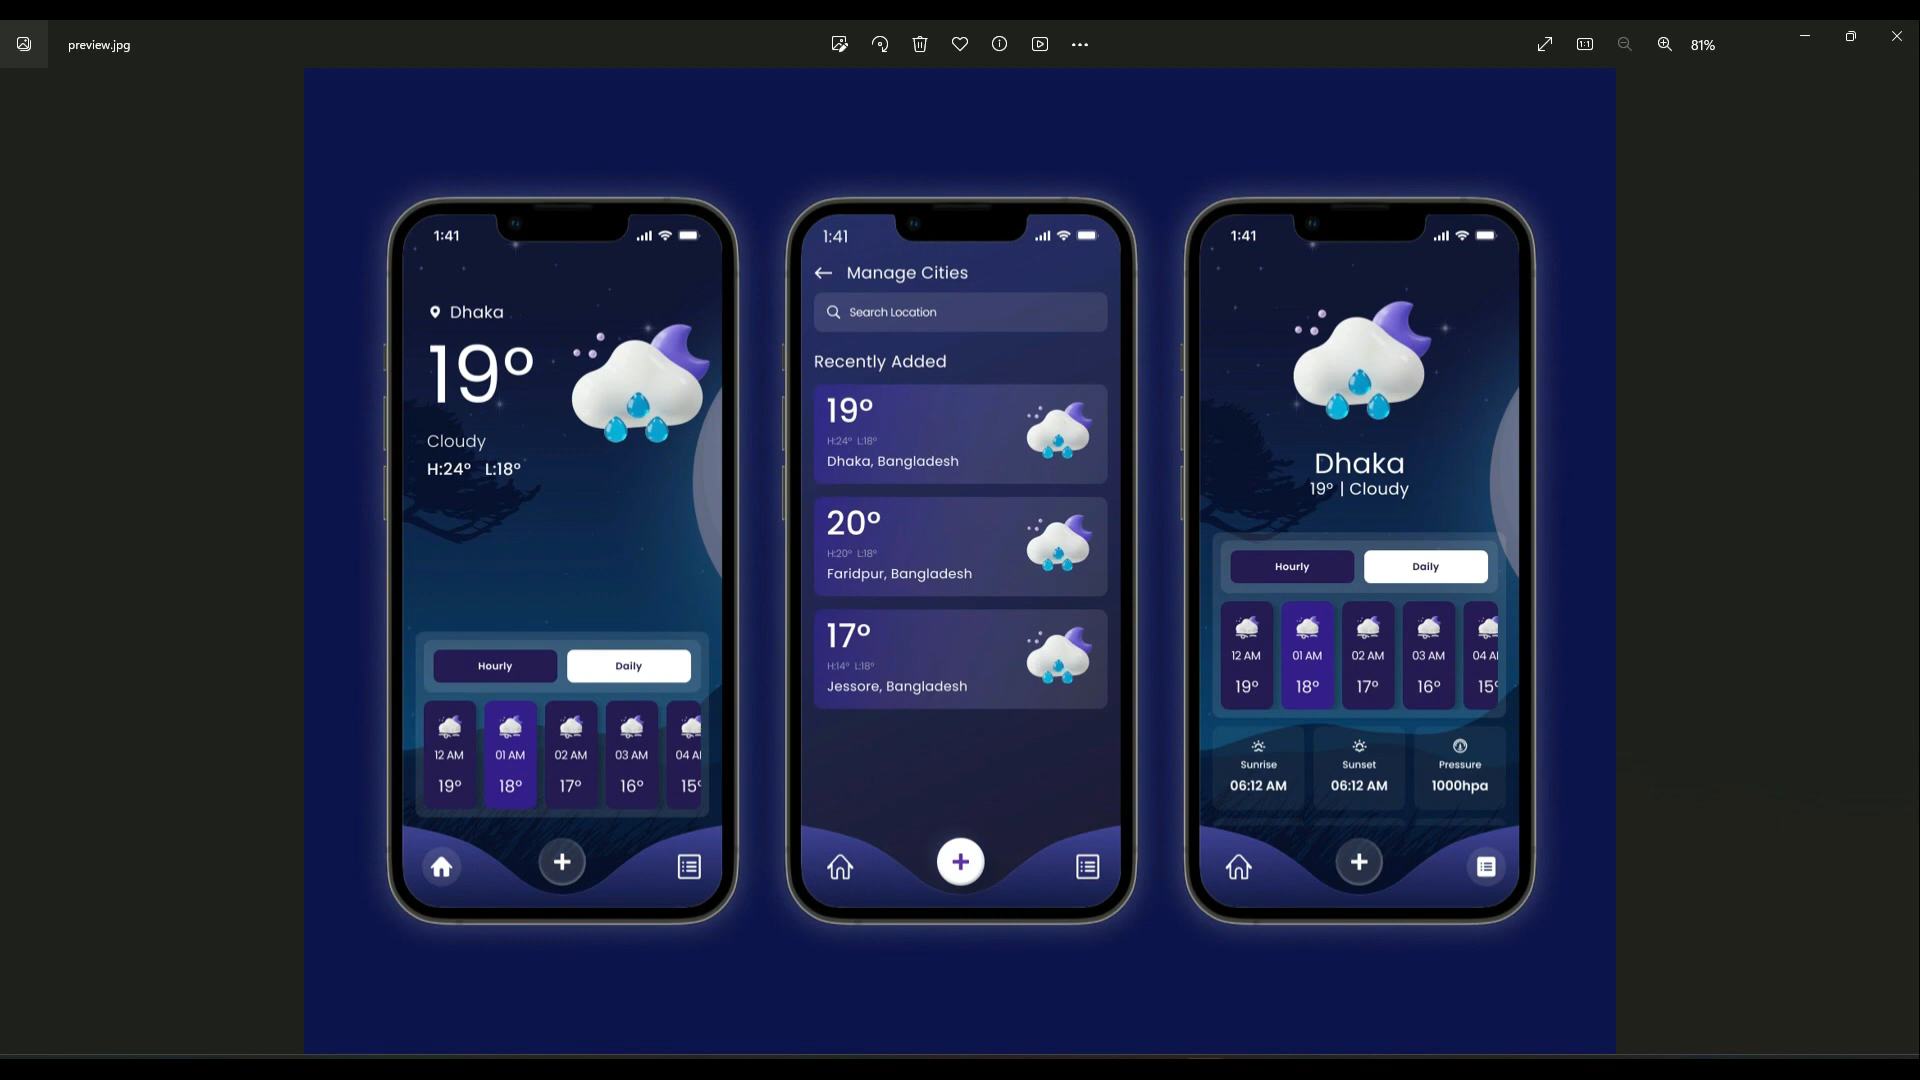 preview.jpg
81%
1:41
Dhaka
19°
Cloudy
H:24° L:18°
Hourly Daily
12 AM 01 AM 02 AM 03 AM 04 A
19° 18° 17° 16° 15°
1:41
Manage Cities
Search Location
Recently Added
19°
H:24° L:18°
Dhaka, Bangladesh
20°
H:20° L:18°
Faridpur, Bangladesh
17°
H:14° L:18°
Jessore, Bangladesh
1:41
Dhaka
19° | Cloudy
Hourly Daily
12 AM 01 AM 02 AM 03 AM 04 A
19° 18° 17° 16° 15°
Sunrise Sunset Pressure
06:12 AM 06:12 AM 1000hpa